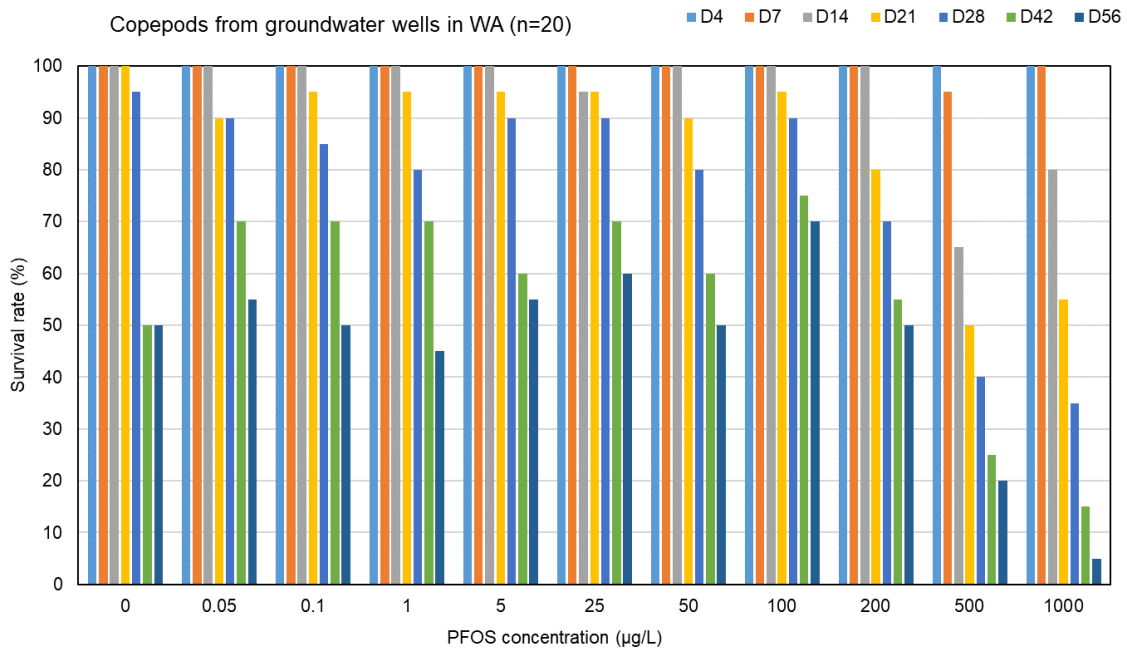 Copepods from groundwater wells in WA (n=20)
D4 D7 D14 D21 D28 D42 D56
Survival rate (%)
100
90
80
70
60
50
40
30
20
10
0
0 0.05 0.1 1 5 25 50 100 200 500 1000
PFOS concentration (µg/L)